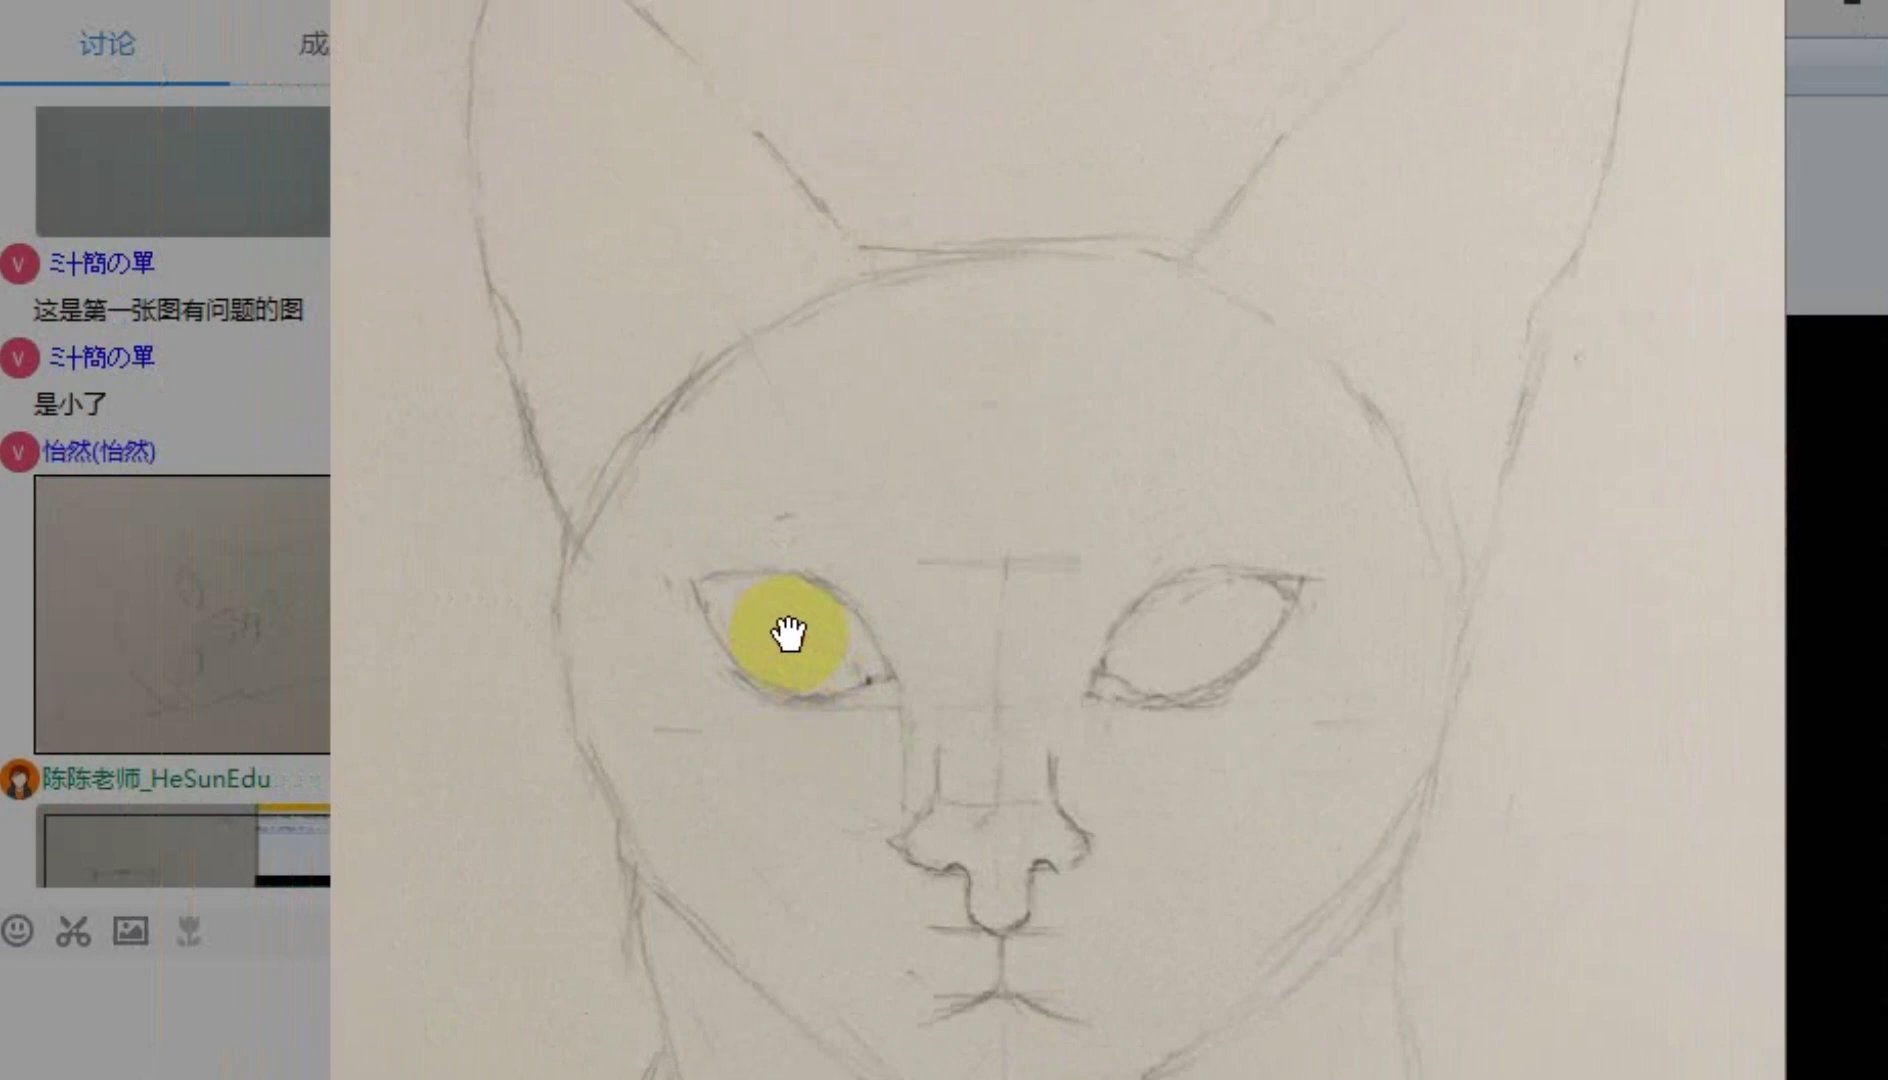 讨论
成
ミ十簡の單
这是第一张图有问题的图
ミ十簡の單
是小了
怡然(怡然)
陈陈老师_HeSunEdu